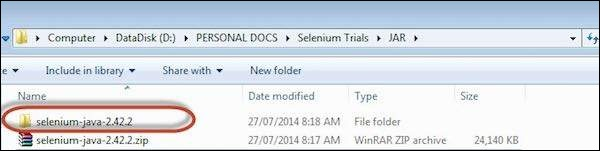 Computer ▸ DataDisk (D:) ▸ PERSONAL DOCS ▸ Selenium Trials ▸ JAR ▸
Include in library ▾ Share with ▾ New folder
Name Date modified Type Size
selenium-java-2.42.2 27/07/2014 8:18 AM File folder
selenium-java-2.42.2.zip 27/07/2014 8:17 AM WinRAR ZIP archive 24,140 KB